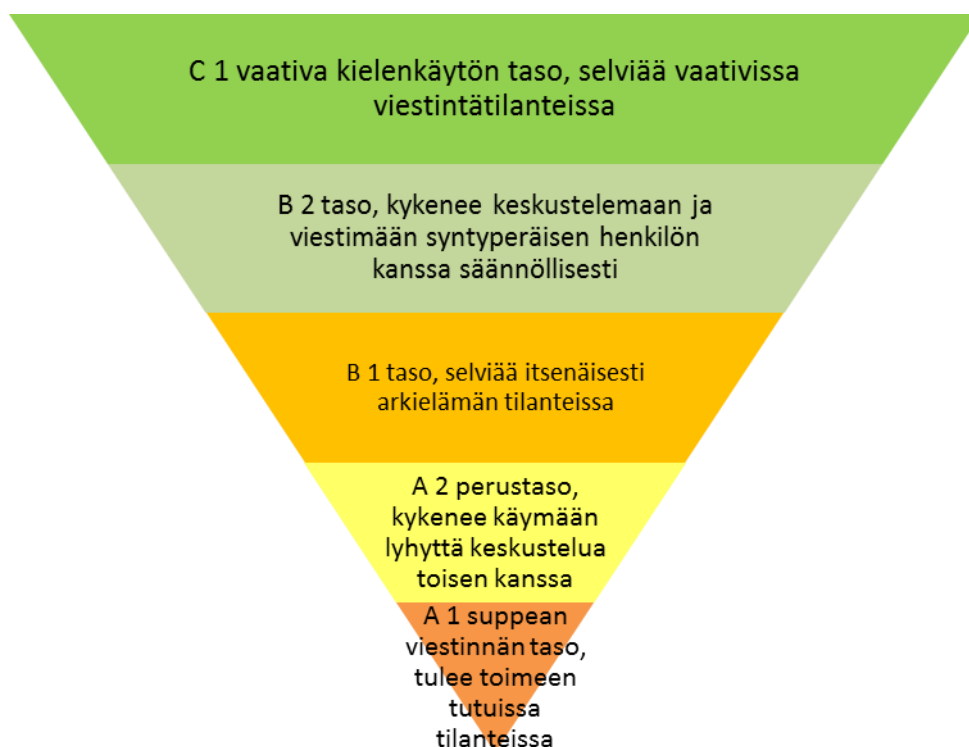 C 1 vaativa kielenkäytön taso, selviää vaativissa
viestintätilanteissa
B 2 taso, kykenee keskustelemaan ja
viestimään syntyperäisen henkilön
kanssa säännöllisesti
B 1 taso, selviää itsenäisesti
arkielämän tilanteissa
A 2 perustaso,
kykenee käymään
lyhyttä keskustelua
toisen kanssa
A 1 suppean
viestinnän taso,
tulee toimeen
tutuissa
tilanteissa